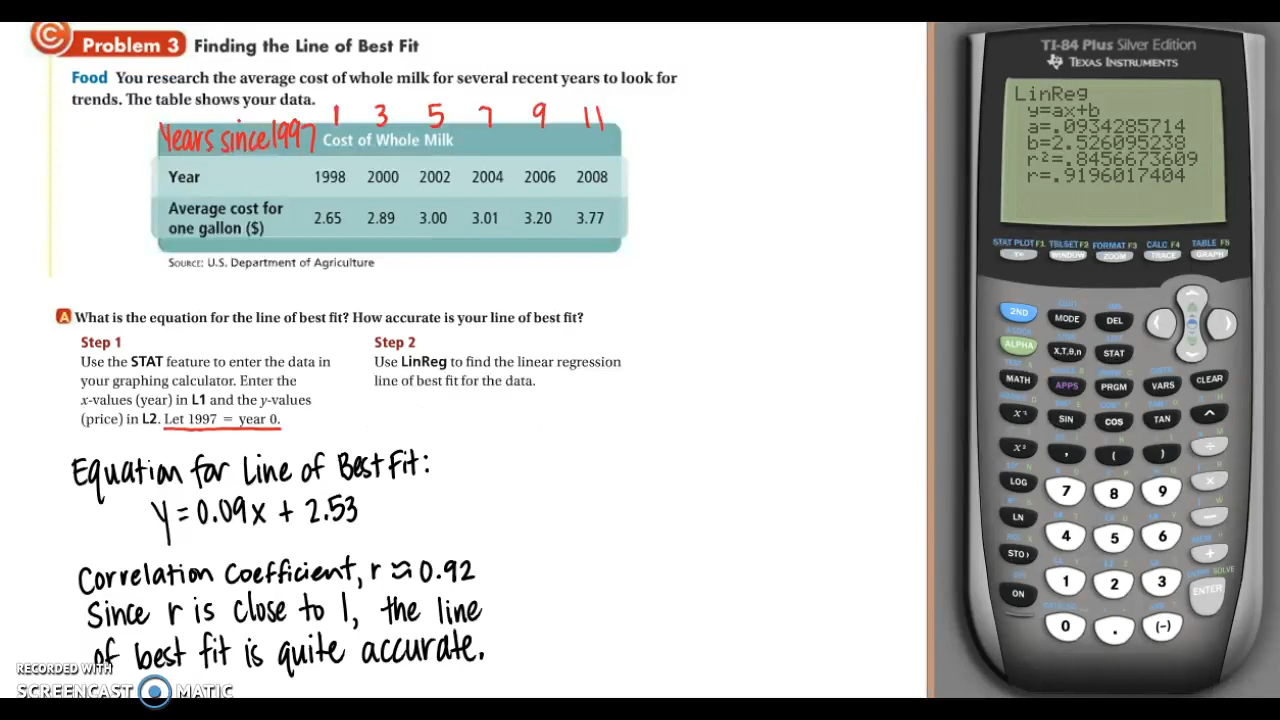 C Problem 3 Finding the Line of Best Fit
Food You research the average cost of whole milk for several recent years to look for
trends. The table shows your data.
1 3 5 7 9 11
Years since 1997 Cost of Whole Milk
Year 1998 2000 2002 2004 2006 2008
Average cost for
one gallon ($) 2.65 2.89 3.00 3.01 3.20 3.77
SOURCE: U.S. Department of Agriculture
A What is the equation for the line of best fit? How accurate is your line of best fit?
Step 1
Use the STAT feature to enter the data in
your graphing calculator. Enter the
x-values (year) in L1 and the y-values
(price) in L2. Let 1997 = year 0.
Step 2
Use LinReg to find the linear regression
line of best fit for the data.
Equation for Line of Best Fit:
y = 0.09x + 2.53
Correlation Coefficient, r ≈ 0.92
Since r is close to 1, the line
of best fit is quite accurate.
RECORDED WITH
SCREENCAST MATIC
TI-84 Plus Silver Edition
TEXAS INSTRUMENTS
LinReg
y=ax+b
a=.0934285714
b=2.526095238
r²=.8456673609
r=.9196017404
STAT PLOT F1 TBLSET F2 FORMAT F3 CALC F4 TABLE F5
Y= WINDOW ZOOM TRACE GRAPH
2ND MODE DEL
ALPHA X,T,θ,n STAT
MATH APPS PRGM VARS CLEAR
SIN COS TAN ^
x² , ( ) ÷
LOG 7 8 9 ×
LN 4 5 6 −
STO› 1 2 3 +
ON 0 . (−) ENTER